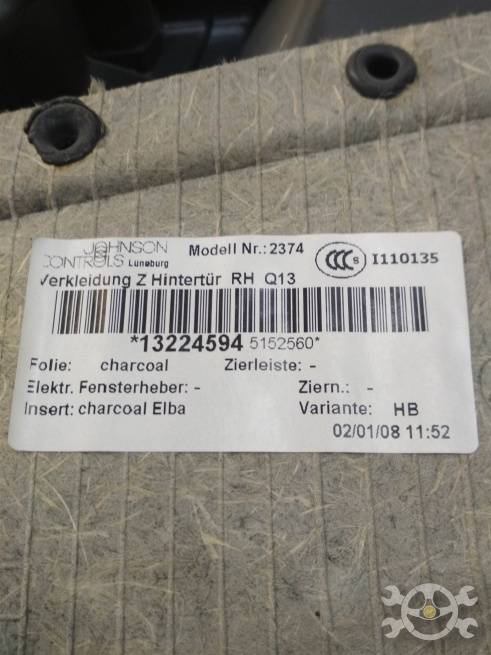 JOHNSON
CONTROLS Lüneburg Modell Nr.: 2374 CCC S I110135
Verkleidung Z Hintertür RH Q13
*13224594 5152560*
Folie: charcoal Zierleiste: -
Elektr. Fensterheber: - Ziern.: -
Insert: charcoal Elba Variante: HB
02/01/08 11:52